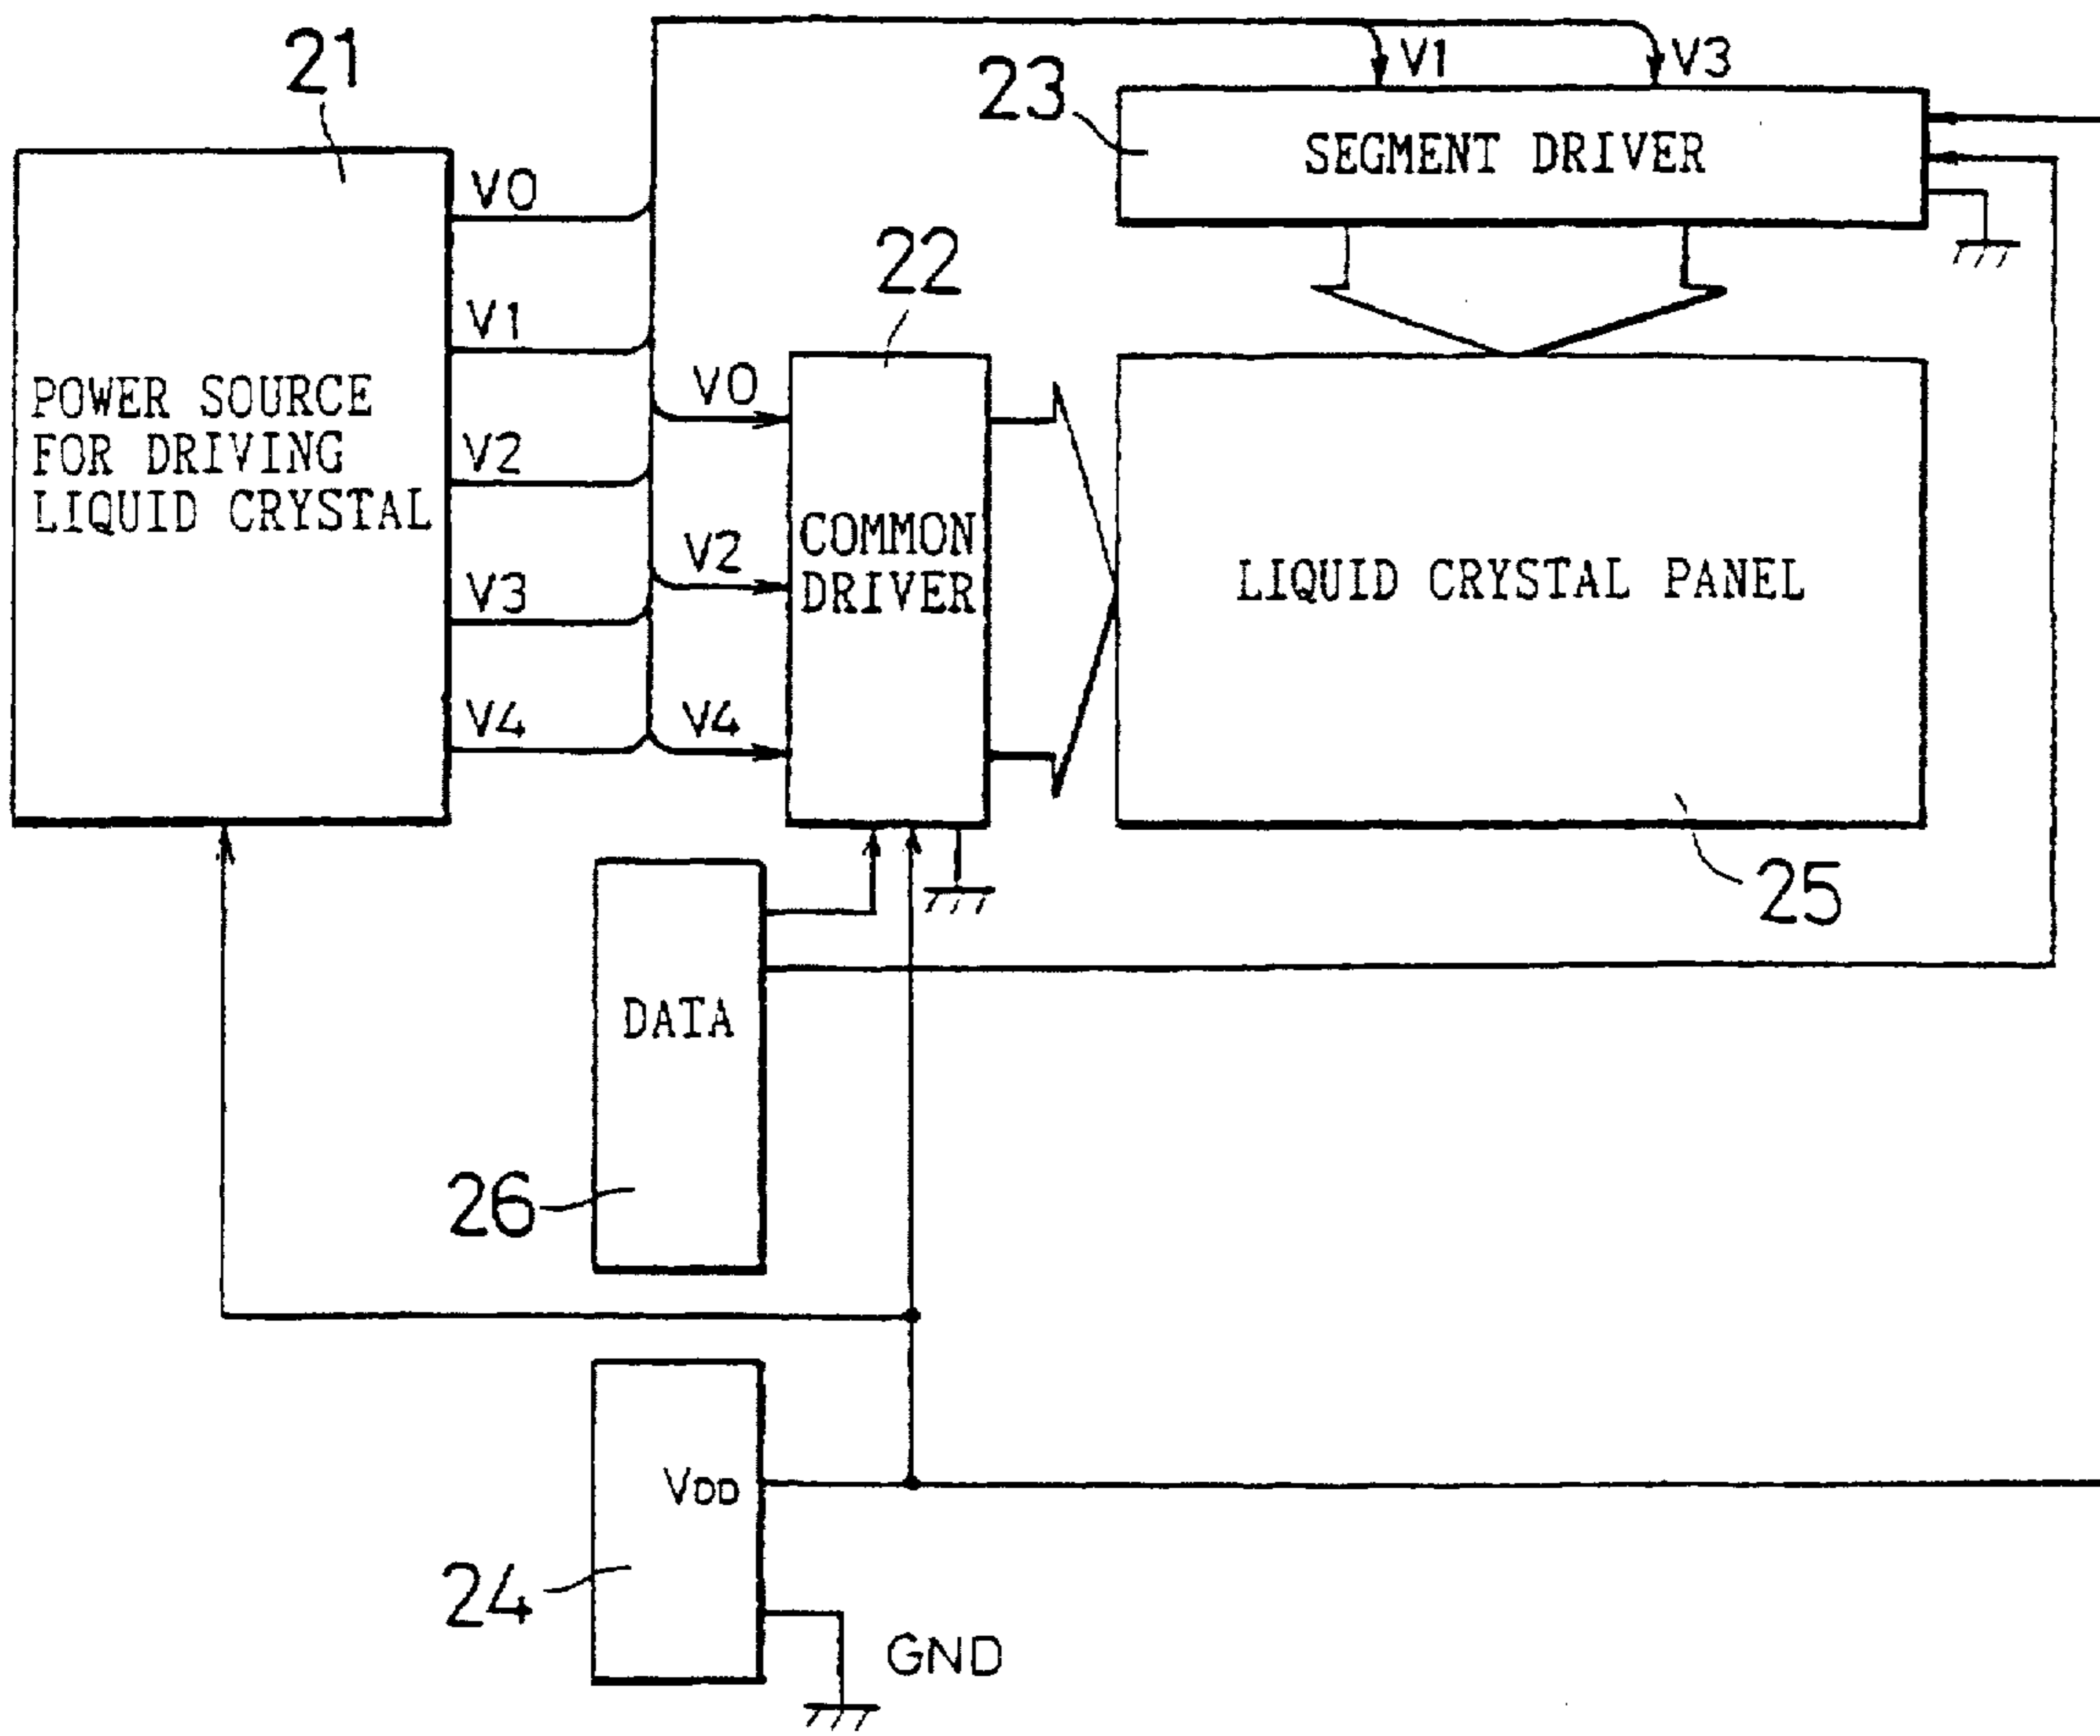 21
V1
V3
23
SEGMENT DRIVER
V0
22
V1
V0
POWER SOURCE
FOR DRIVING
LIQUID CRYSTAL
V2
COMMON
DRIVER
V2
LIQUID CRYSTAL PANEL
V3
V4
V4
25
DATA
26
VDD
24
GND